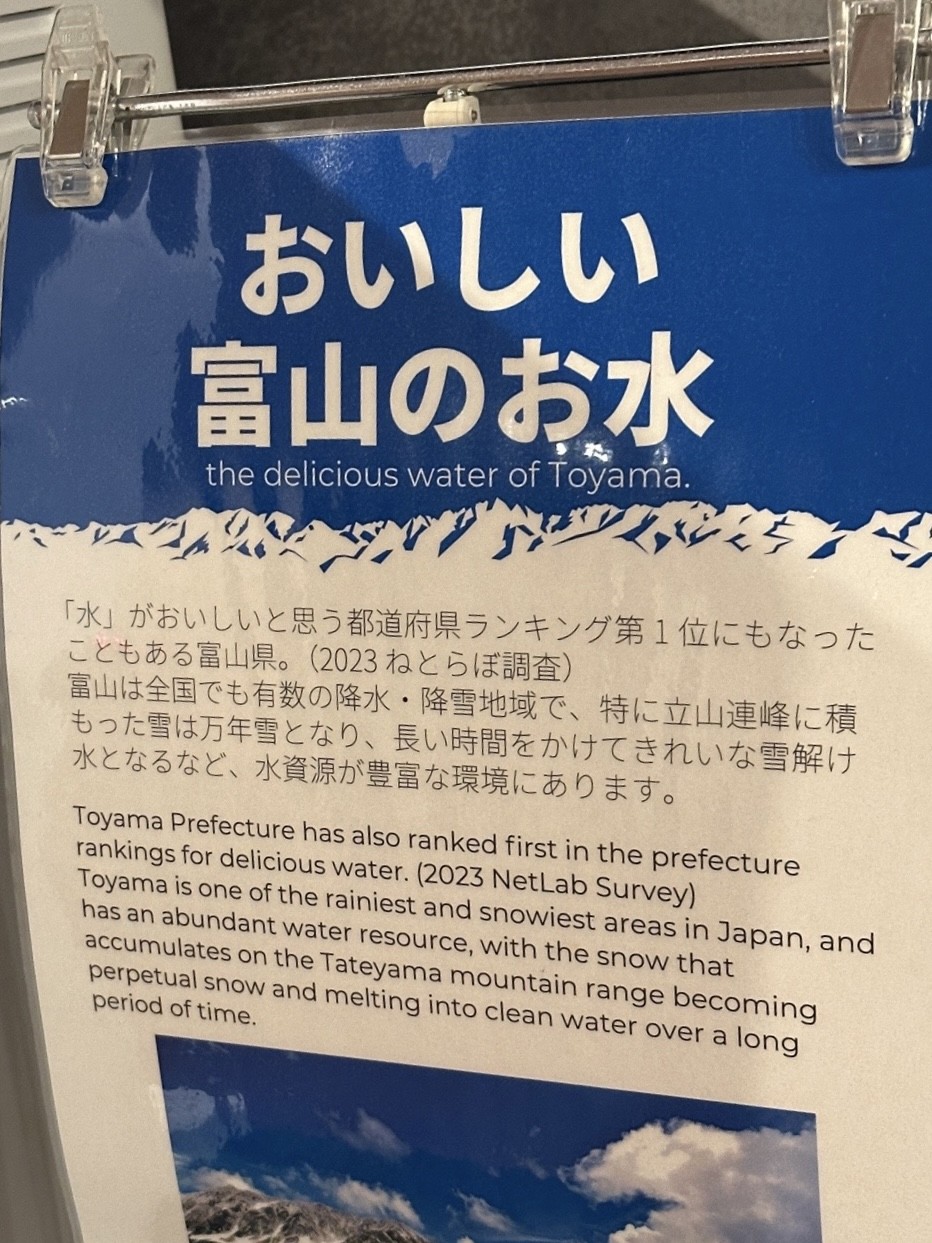 おいしい
富山のお水
the delicious water of Toyama.
「水」がおいしいと思う都道府県ランキング第1位にもなった
こともある富山県。（2023 ねとらぼ調査）
富山は全国でも有数の降水・降雪地域で、特に立山連峰に積
もった雪は万年雪となり、長い時間をかけてきれいな雪解け
水となるなど、水資源が豊富な環境にあります。
Toyama Prefecture has also ranked first in the prefecture
rankings for delicious water. (2023 NetLab Survey)
Toyama is one of the rainiest and snowiest areas in Japan, and
has an abundant water resource, with the snow that
accumulates on the Tateyama mountain range becoming
perpetual snow and melting into clean water over a long
period of time.